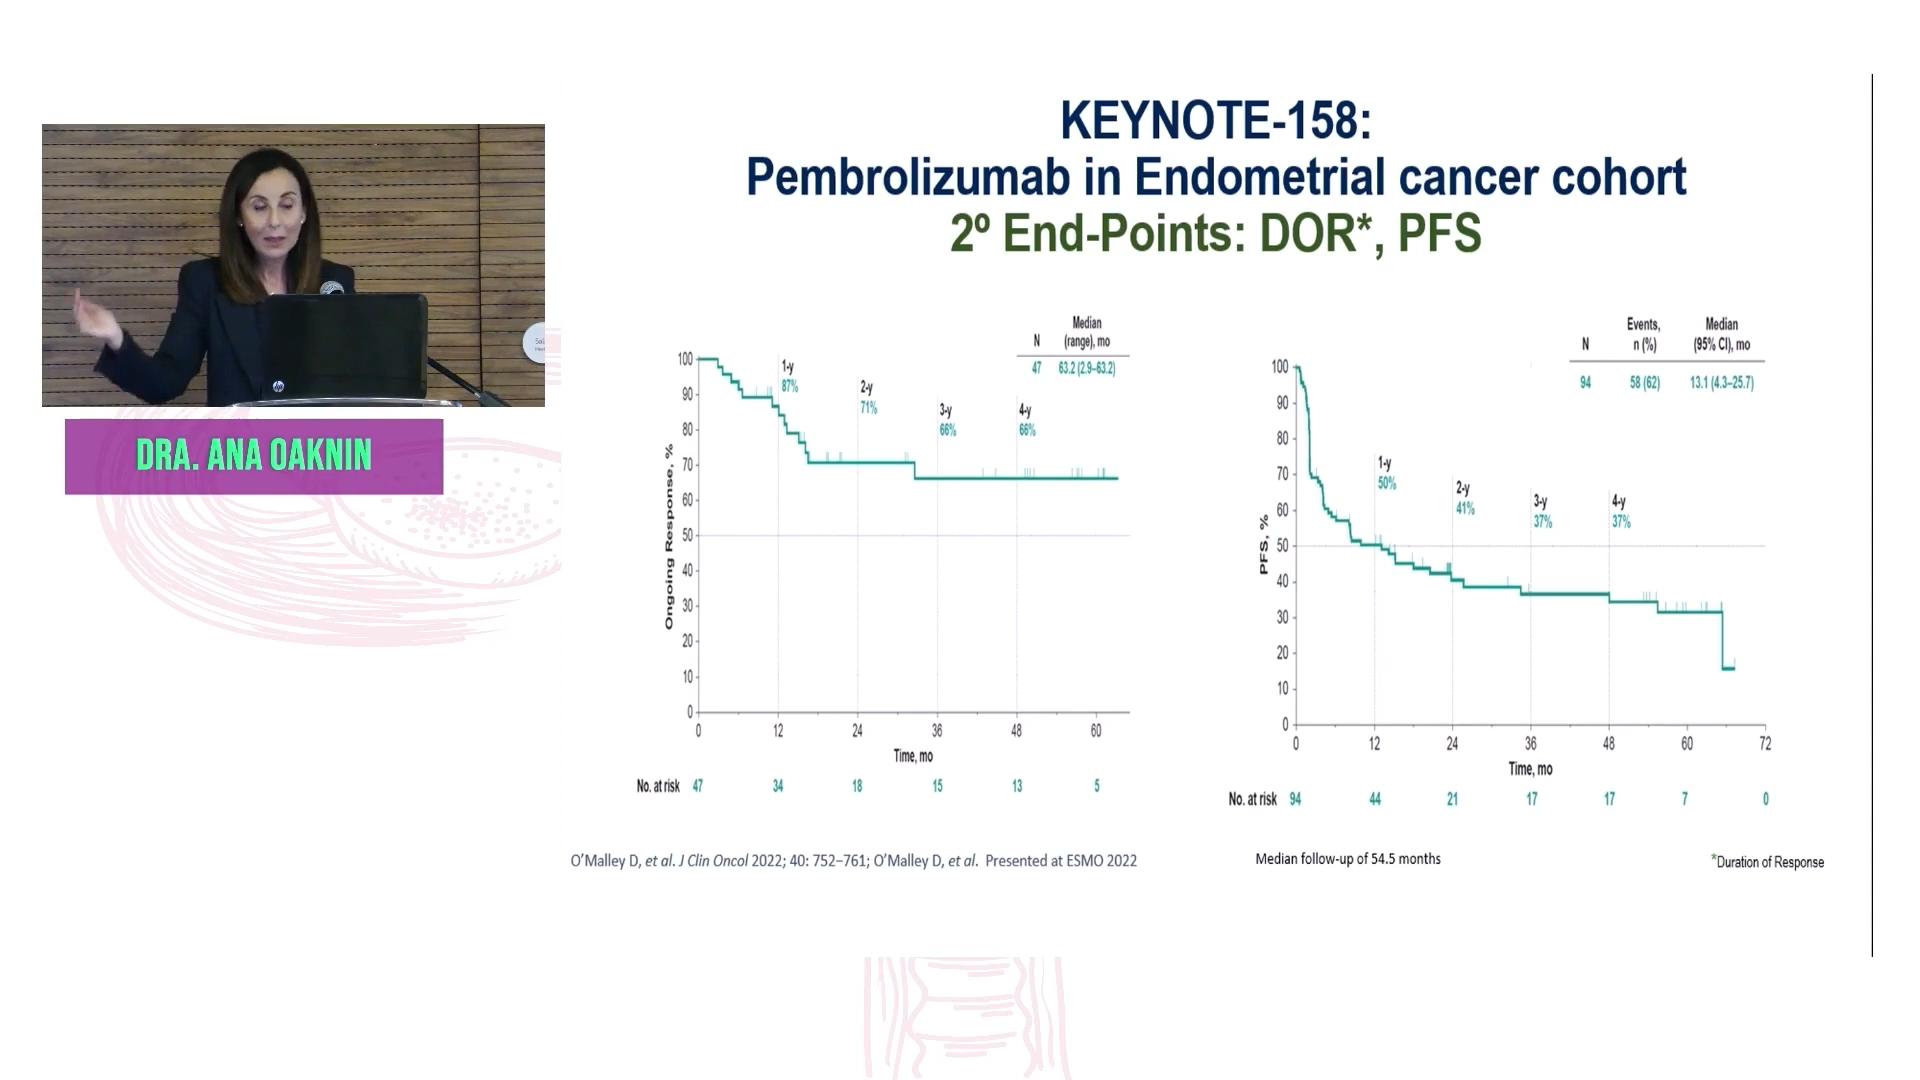 KEYNOTE-158:
Pembrolizumab in Endometrial cancer cohort
2º End-Points: DOR*, PFS
DRA. ANA OAKNIN
Median
N (range), mo
47 63.2 (2.9–63.2)
1-y
87%
2-y
71%
3-y
66%
4-y
66%
Ongoing Response, %
100
90
80
70
60
50
40
30
20
10
0
0 12 24 36 48 60
Time, mo
No. at risk 47 34 18 15 13 5
Events, Median
N n (%) (95% CI), mo
94 58 (62) 13.1 (4.3–25.7)
1-y
50%
2-y
41%
3-y
37%
4-y
37%
PFS, %
100
90
80
70
60
50
40
30
20
10
0
0 12 24 36 48 60 72
Time, mo
No. at risk 94 44 21 17 17 7 0
O’Malley D, et al. J Clin Oncol 2022; 40: 752–761; O’Malley D, et al. Presented at ESMO 2022
Median follow-up of 54.5 months
*Duration of Response
hp